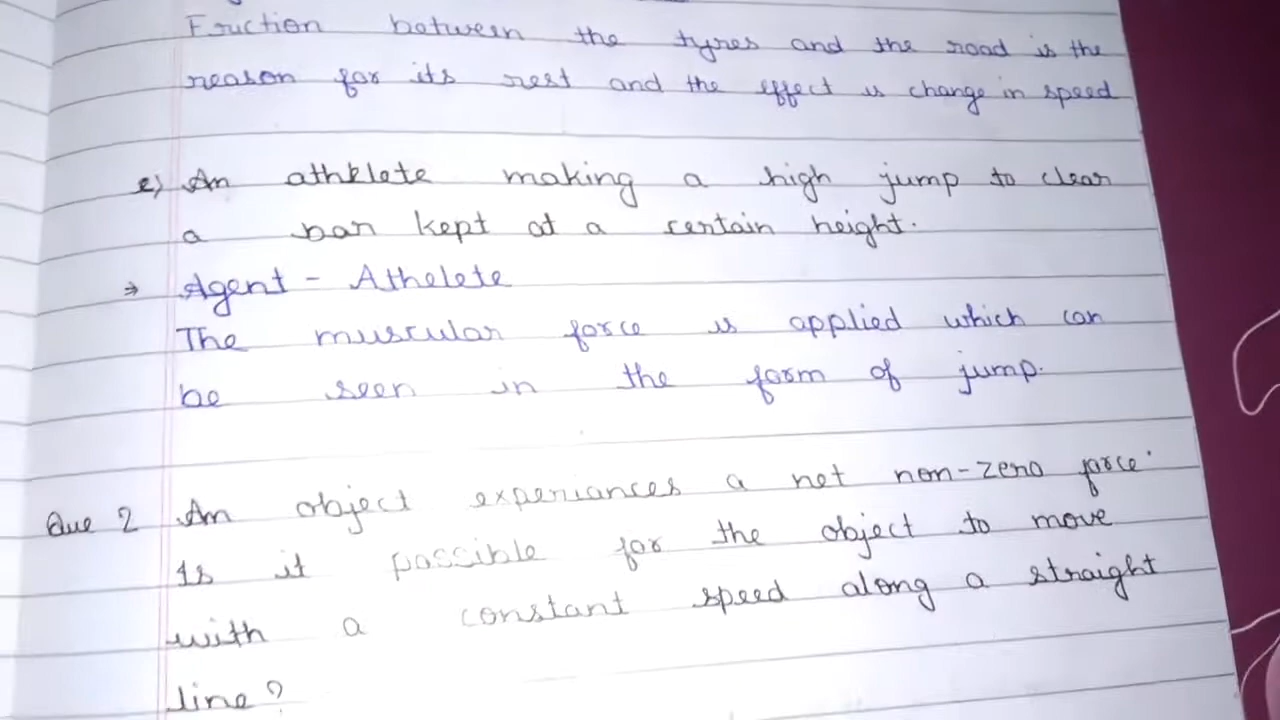 Friction between the tyres and the road is the
reason for its rest and the effect is change in speed
e) An athklete making a high jump to clear
a bar kept at a certain height.
⇒ Agent - Athelete
The muscular force is applied which can
be seen in the form of jump.
Que 2 An object experiances a net non-zero force.
Is it possible for the object to move
with a constant speed along a straight
line?